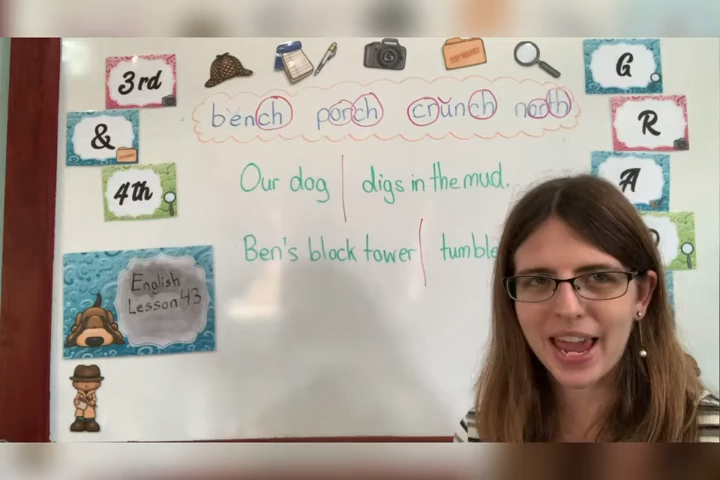 3rd
&
4th
bench porch crunch north
Our dog | digs in the mud.
Ben's block tower | tumble
English
Lesson 43
G
R
A